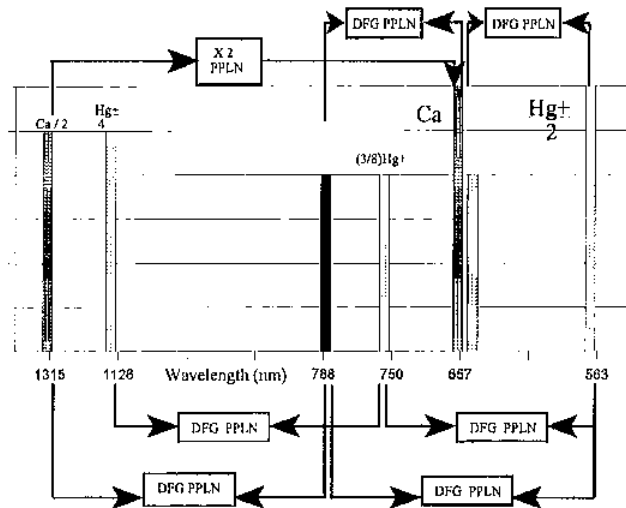 DFG PPLN
DFG PPLN
X 2
PPLN
Ca / 2
Hg±
4
Ca
Hg±
2
(3/8)Hg+
1315
1128
Wavelength (nm)
788
750
657
563
DFG PPLN
DFG PPLN
DFG PPLN
DFG PPLN